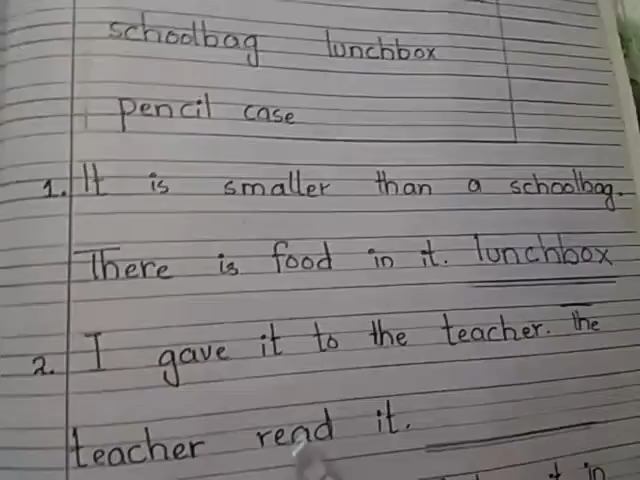 schoolbag lunchbox
pencil case
1. It is smaller than a schoolbag.
There is food in it. lunchbox
2. I gave it to the teacher. The
teacher read it.
in